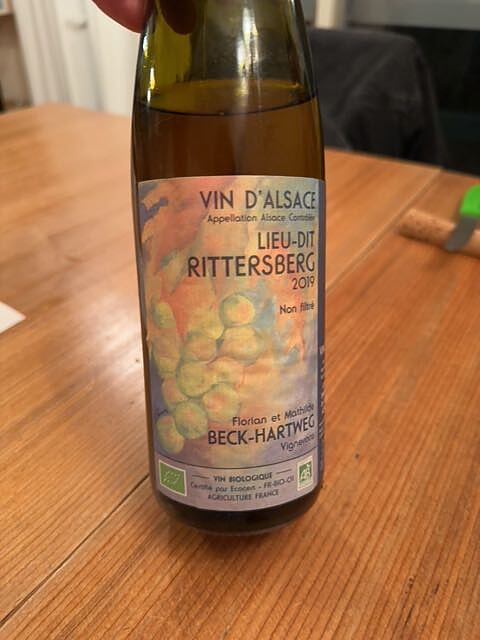 VIN D'ALSACE
Appellation Alsace Contrôlée
LIEU-DIT
RITTERSBERG
2019
Non filtré
Florian et Mathilde
BECK-HARTWEG
Vignerons
VIN BIOLOGIQUE
Certifié par Ecocert - FR-BIO-01
AGRICULTURE FRANCE
AB